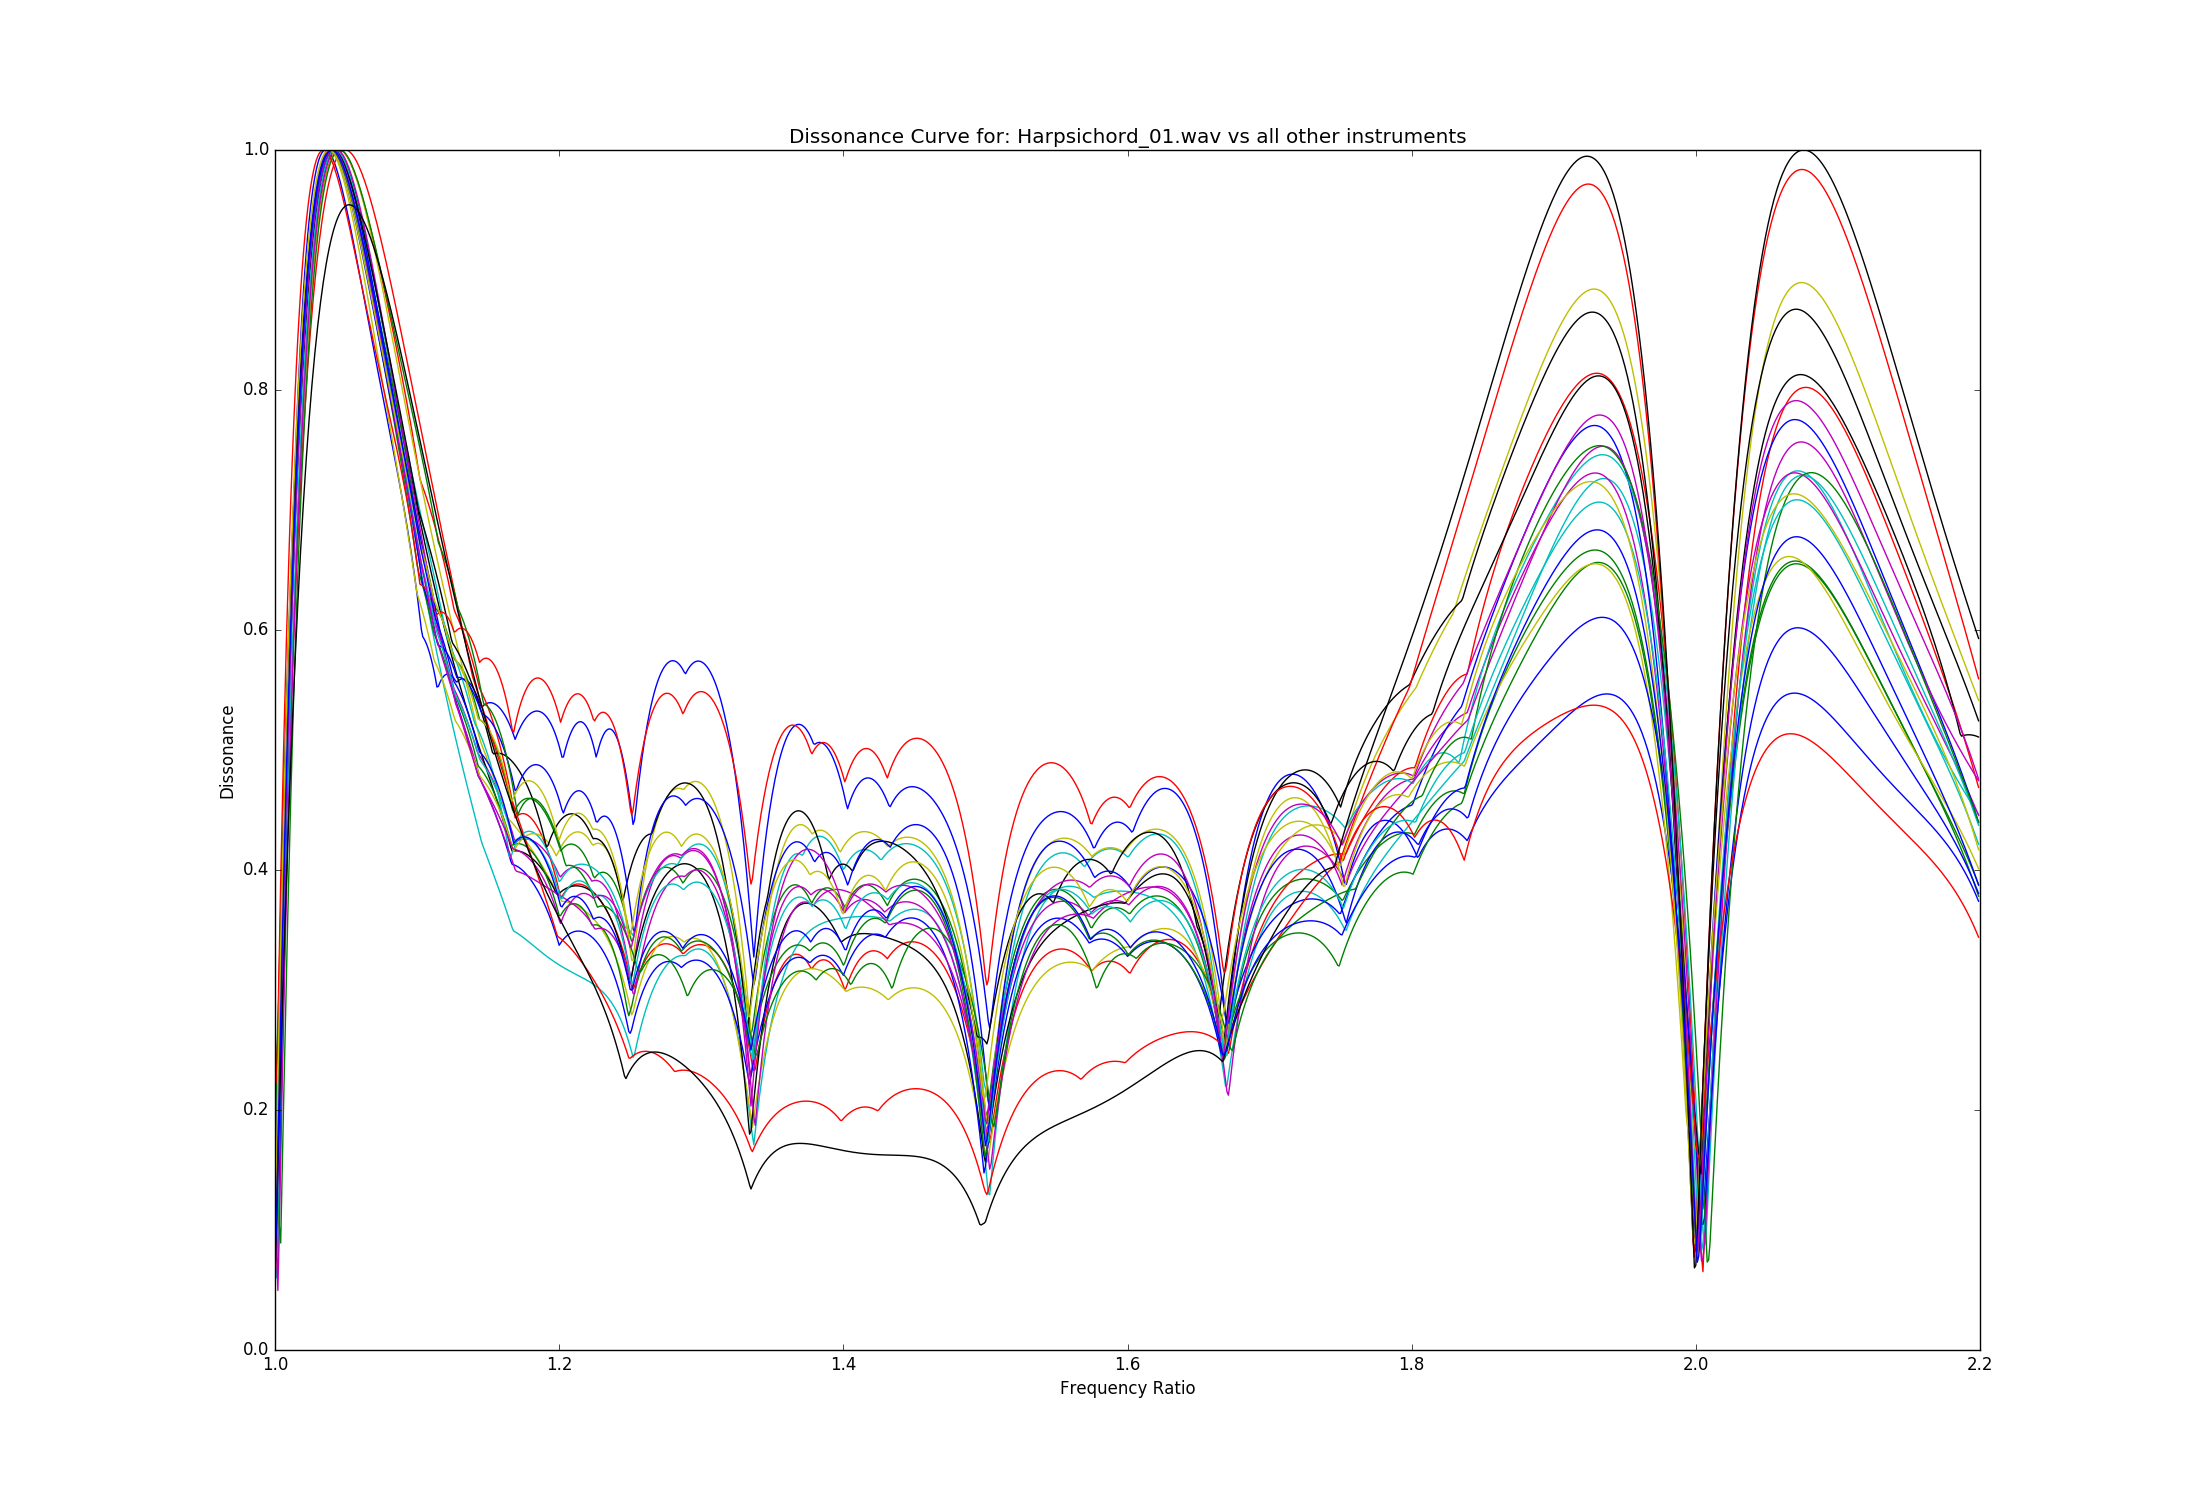 Dissonance Curve for: Harpsichord_01.wav vs all other instruments
1.0
0.8
0.6
0.4
0.2
0.0
Dissonance
1.0 1.2 1.4 1.6 1.8 2.0 2.2
Frequency Ratio